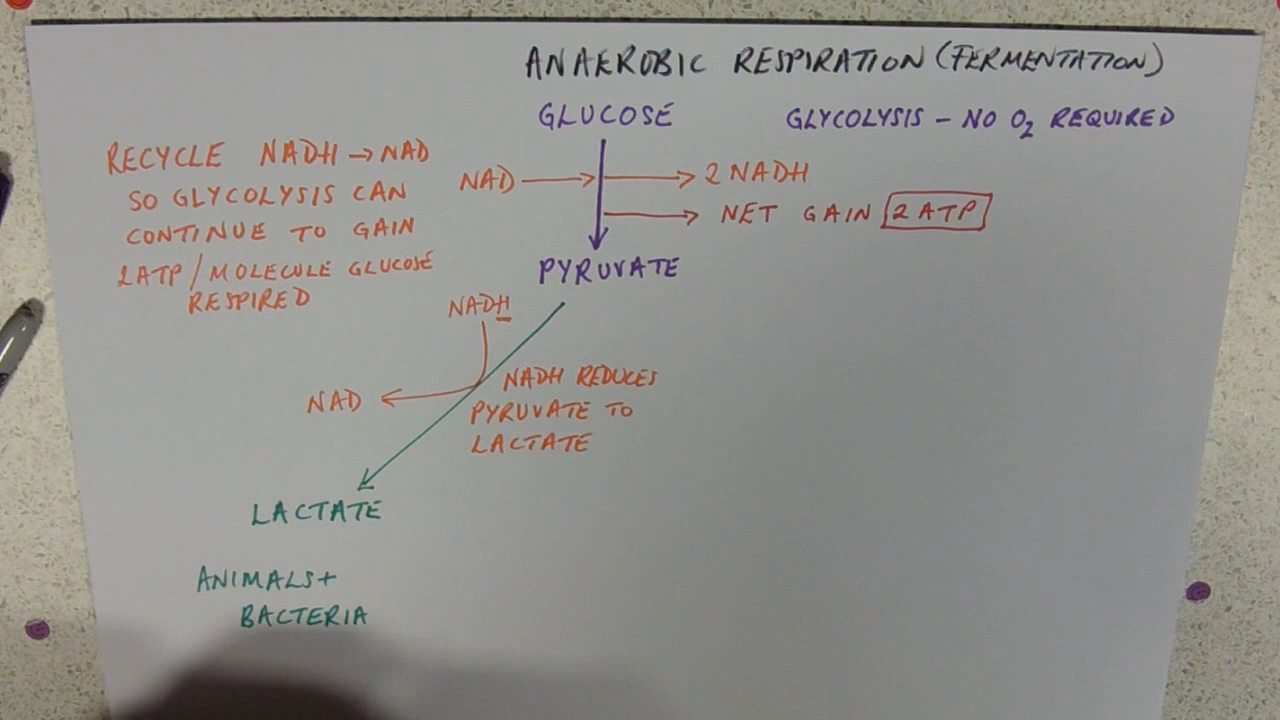 ANAEROBIC RESPIRATION (FERMENTATION)
GLUCOSE
GLYCOLYSIS - NO O₂ REQUIRED
RECYCLE NADH → NAD
SO GLYCOLYSIS CAN
CONTINUE TO GAIN
2ATP / MOLECULE GLUCOSE
RESPIRED
NAD
2 NADH
NET GAIN 2 ATP
PYRUVATE
NADH
NAD
NADH REDUCES
PYRUVATE TO
LACTATE
LACTATE
ANIMALS +
BACTERIA